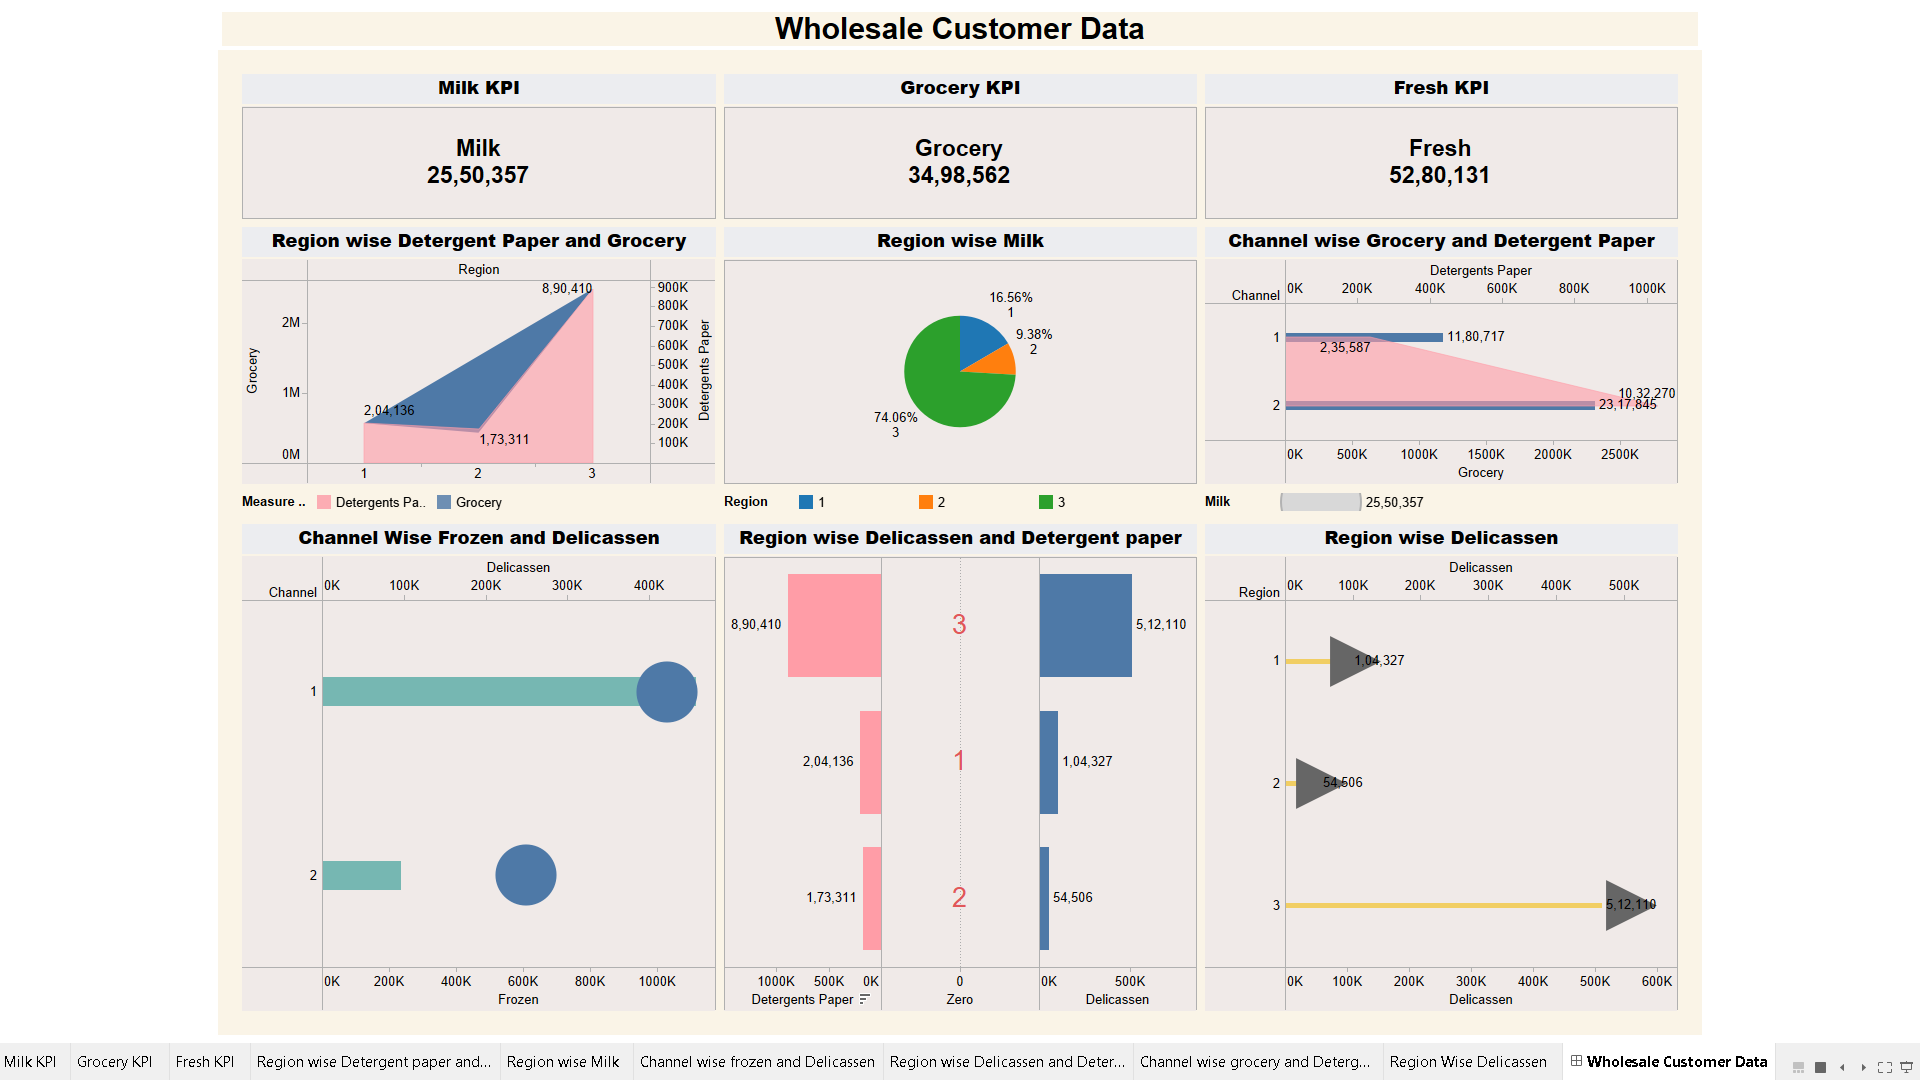 Wholesale Customer Data
Milk KPI
Grocery KPI
Fresh KPI
Milk
25,50,357
Grocery
34,98,562
Fresh
52,80,131
Region wise Detergent Paper and Grocery
Region
8,90,410
2,04,136
1,73,311
2M
1M
0M
Grocery
900K
800K
700K
600K
500K
400K
300K
200K
100K
Detergents Paper
1 2 3
Measure .. Detergents Pa.. Grocery
Region wise Milk
16.56%
1
9.38%
2
74.06%
3
Region 1 2 3
Channel wise Grocery and Detergent Paper
Detergents Paper
Channel 0K 200K 400K 600K 800K 1000K
1 11,80,717
2,35,587
10,32,270
2 23,17,845
0K 500K 1000K 1500K 2000K 2500K
Grocery
Milk 25,50,357
Channel Wise Frozen and Delicassen
Delicassen
Channel 0K 100K 200K 300K 400K
1
2
0K 200K 400K 600K 800K 1000K
Frozen
Region wise Delicassen and Detergent paper
8,90,410 3 5,12,110
2,04,136 1 1,04,327
1,73,311 2 54,506
1000K 500K 0K 0 0K 500K
Detergents Paper Zero Delicassen
Region wise Delicassen
Delicassen
Region 0K 100K 200K 300K 400K 500K
1 1,04,327
2 54,506
3 5,12,110
0K 100K 200K 300K 400K 500K 600K
Delicassen
Milk KPI Grocery KPI Fresh KPI Region wise Detergent paper and... Region wise Milk Channel wise frozen and Delicassen Region wise Delicassen and Deter... Channel wise grocery and Deterg... Region Wise Delicassen Wholesale Customer Data